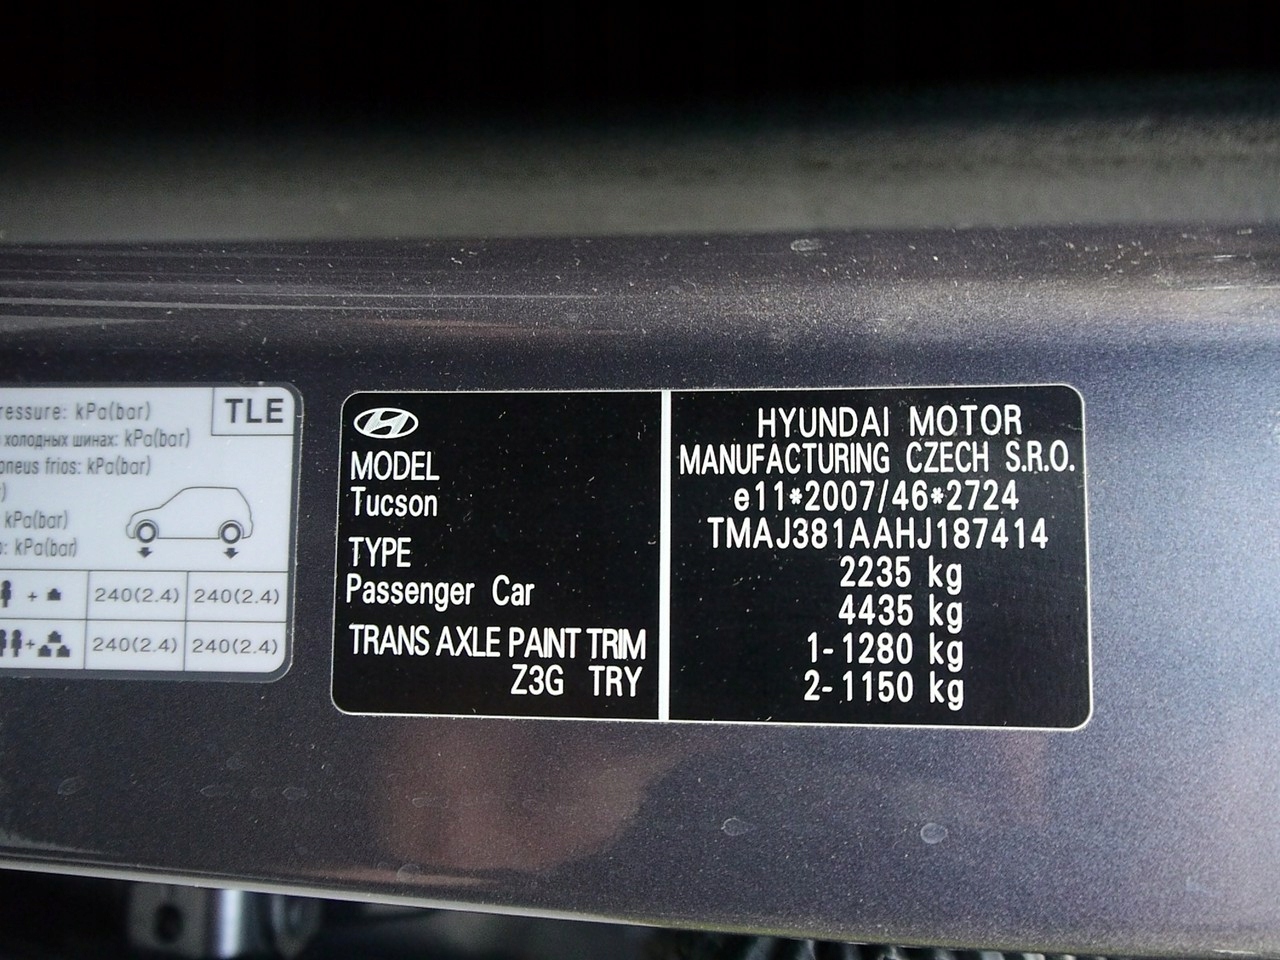 TLE
ressure: kPa(bar)
холодных шинах: kPa(bar)
oneus frios: kPa(bar)
kPa(bar)
kPa(bar)
+ 240(2.4) 240(2.4)
+ 240(2.4) 240(2.4)
MODEL
Tucson
TYPE
Passenger Car
TRANS AXLE PAINT TRIM
Z3G TRY
HYUNDAI MOTOR
MANUFACTURING CZECH S.R.O.
e11*2007/46*2724
TMAJ381AAHJ187414
2235 kg
4435 kg
1-1280 kg
2-1150 kg